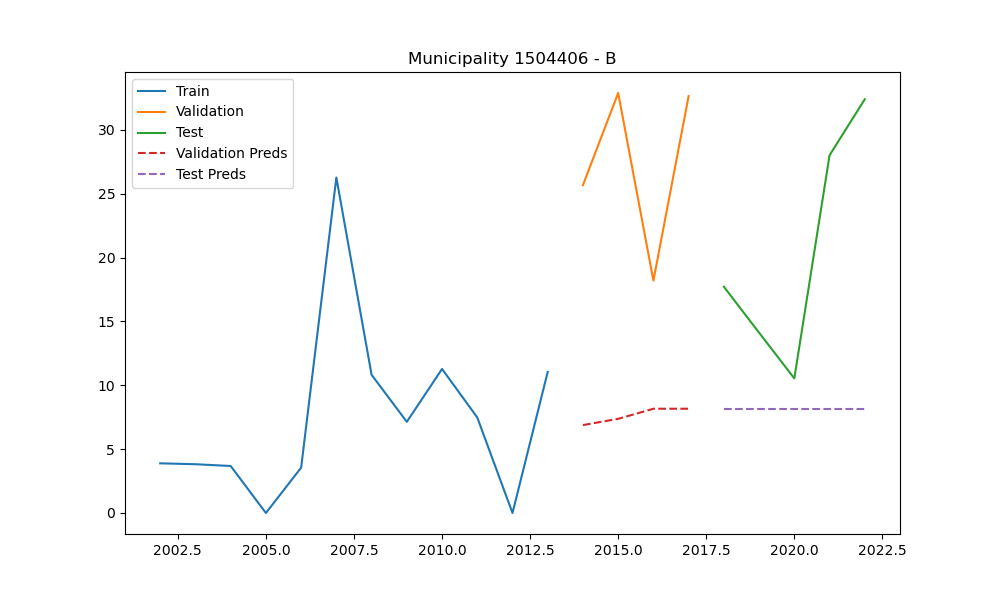 Municipality 1504406 - B
Train
Validation
Test
Validation Preds
Test Preds
30
25
20
15
10
5
0
2002.5 2005.0 2007.5 2010.0 2012.5 2015.0 2017.5 2020.0 2022.5